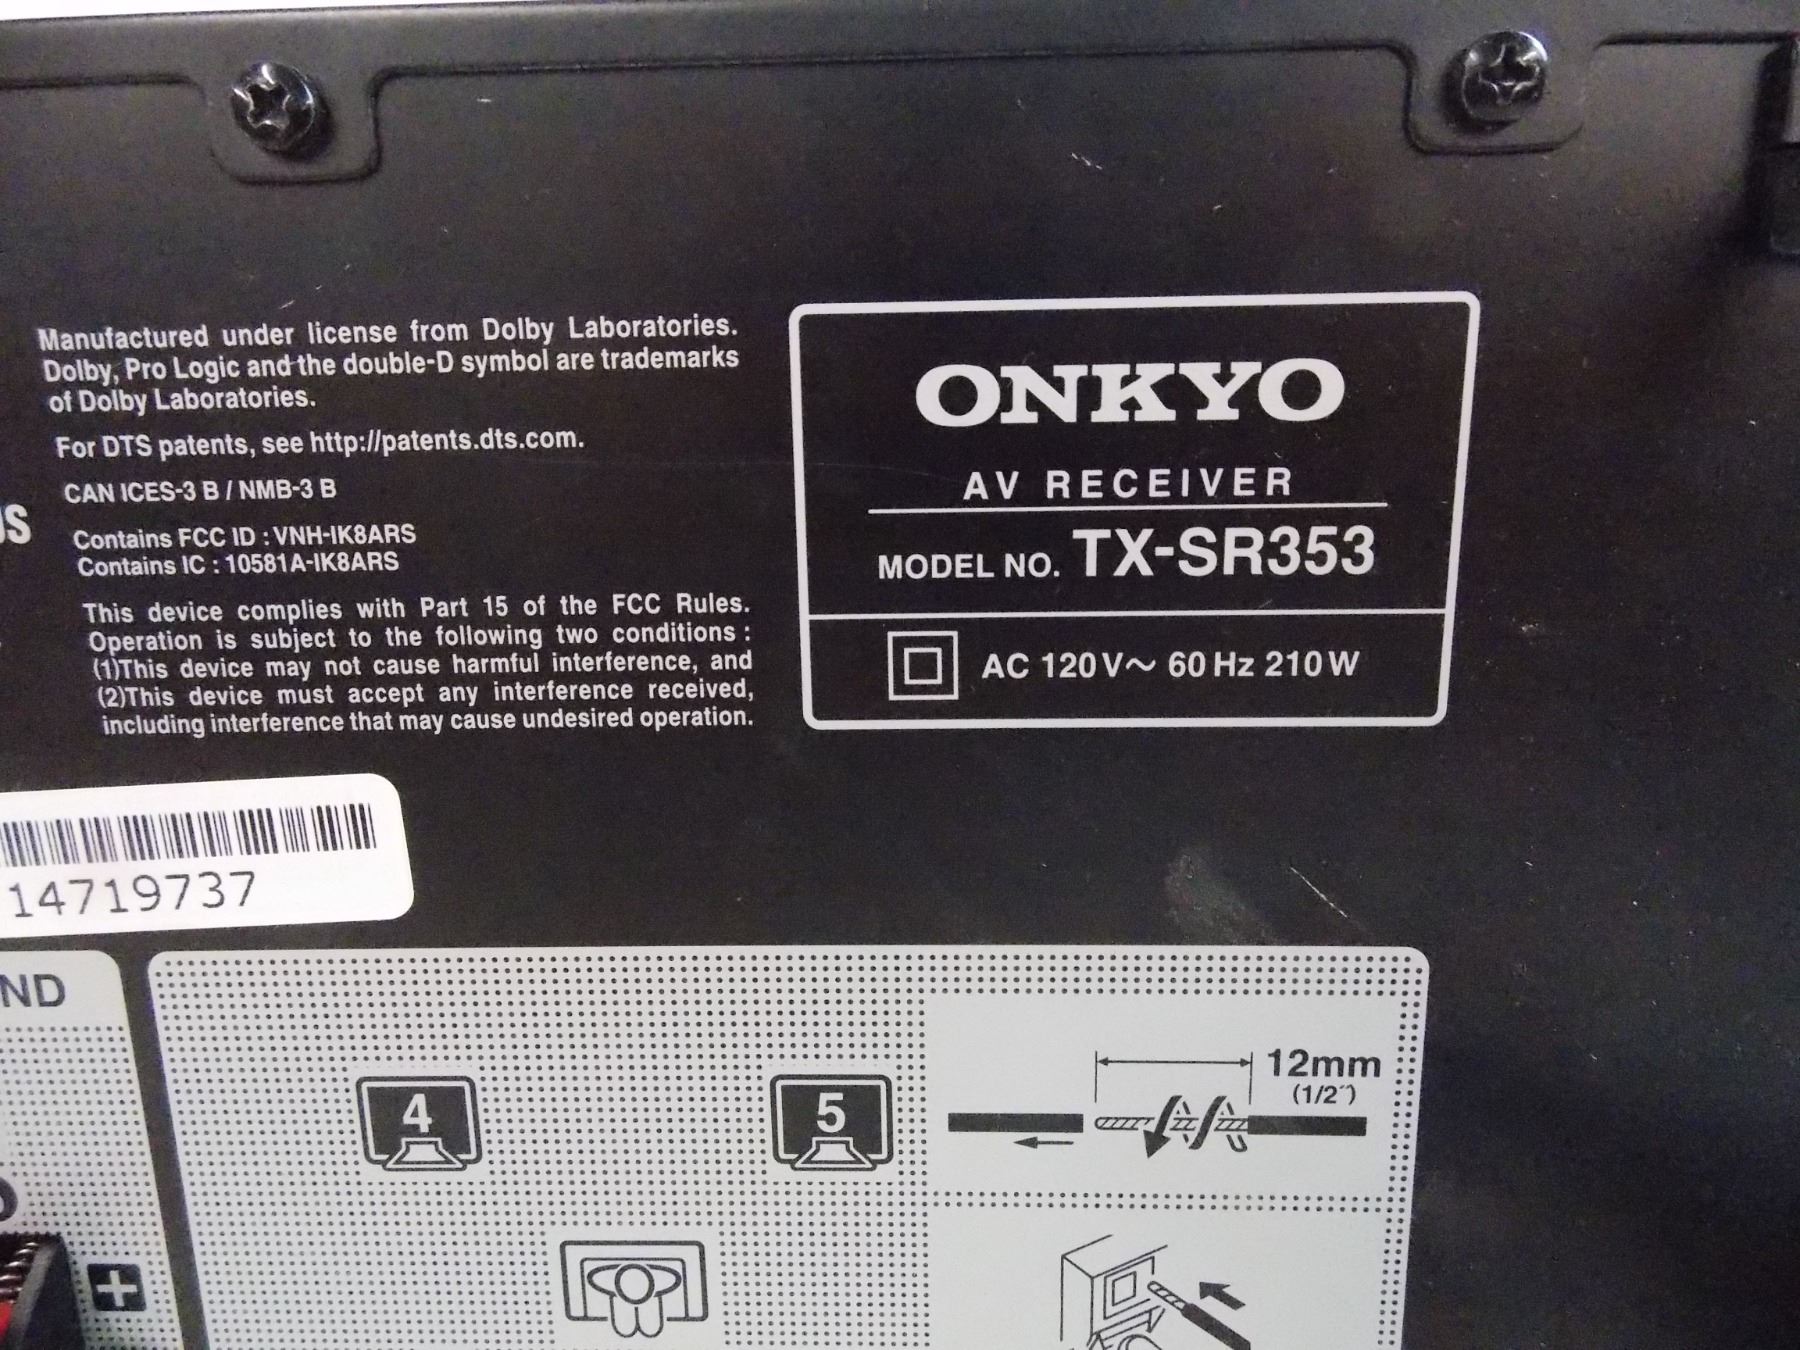 Manufactured under license from Dolby Laboratories.
Dolby, Pro Logic and the double-D symbol are trademarks
of Dolby Laboratories.
For DTS patents, see http://patents.dts.com.
CAN ICES-3 B / NMB-3 B
Contains FCC ID : VNH-IK8ARS
Contains IC : 10581A-IK8ARS
This device complies with Part 15 of the FCC Rules.
Operation is subject to the following two conditions :
(1)This device may not cause harmful interference, and
(2)This device must accept any interference received,
including interference that may cause undesired operation.
ONKYO
AV RECEIVER
MODEL NO. TX-SR353
AC 120V~ 60 Hz 210 W
14719737
ND
4
5
12mm
(1/2˝)
+